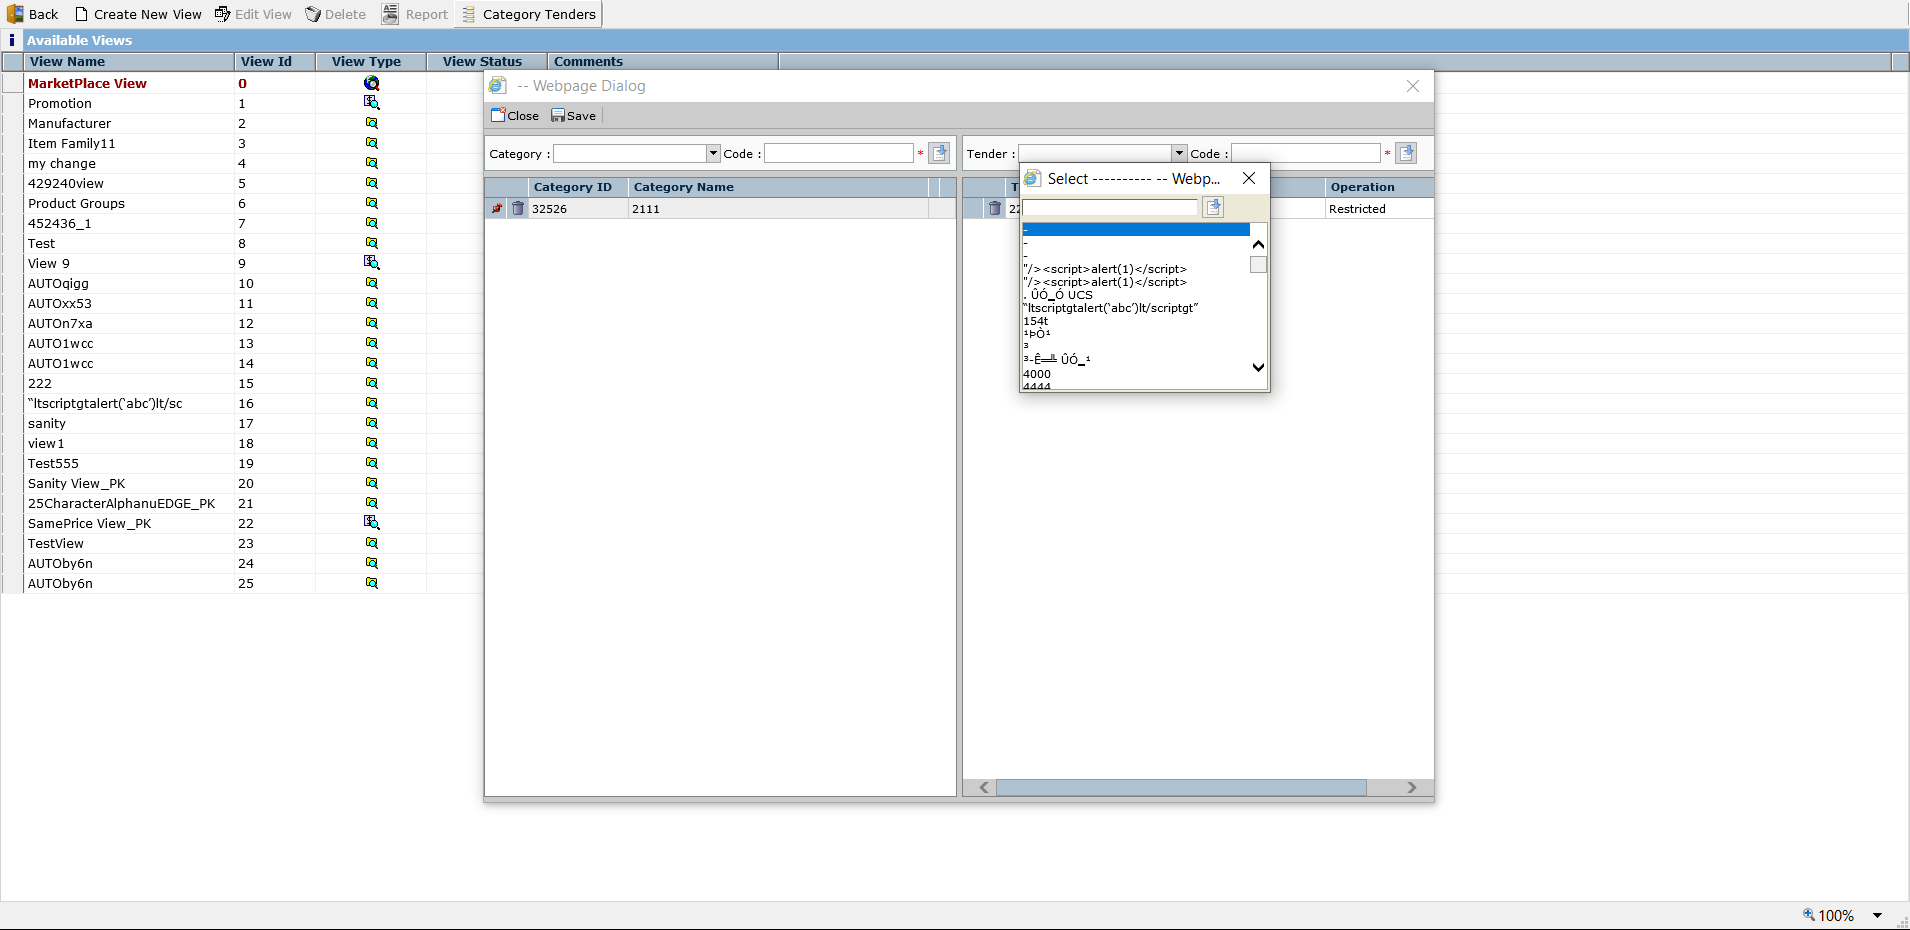 Back Create New View Edit View Delete Report Category Tenders
i Available Views
View Name View Id View Type View Status Comments
MarketPlace View 0
Promotion 1
Manufacturer 2
Item Family11 3
my change 4
429240view 5
Product Groups 6
452436_1 7
Test 8
View 9 9
AUTOqigg 10
AUTOxx53 11
AUTOn7xa 12
AUTO1wcc 13
AUTO1wcc 14
222 15
“ltscriptgtalert(‘abc’)lt/sc 16
sanity 17
view1 18
Test555 19
Sanity View_PK 20
25CharacterAlphanuEDGE_PK 21
SamePrice View_PK 22
TestView 23
AUTOby6n 24
AUTOby6n 25
-- Webpage Dialog
Close Save
Category : Code : *
Category ID Category Name
32526 2111
Tender : Code : *
Operation
22 Restricted
Select ---------- -- Webp...
-
-
-
"/><script>alert(1)</script>
"/><script>alert(1)</script>
. ÛÓ_Ó UCS
“ltscriptgtalert(‘abc’)lt/scriptgt”
154t
¹ÞÒ¹
³
³-Ê═╩ ÛÓ_¹
4000
4444
100%